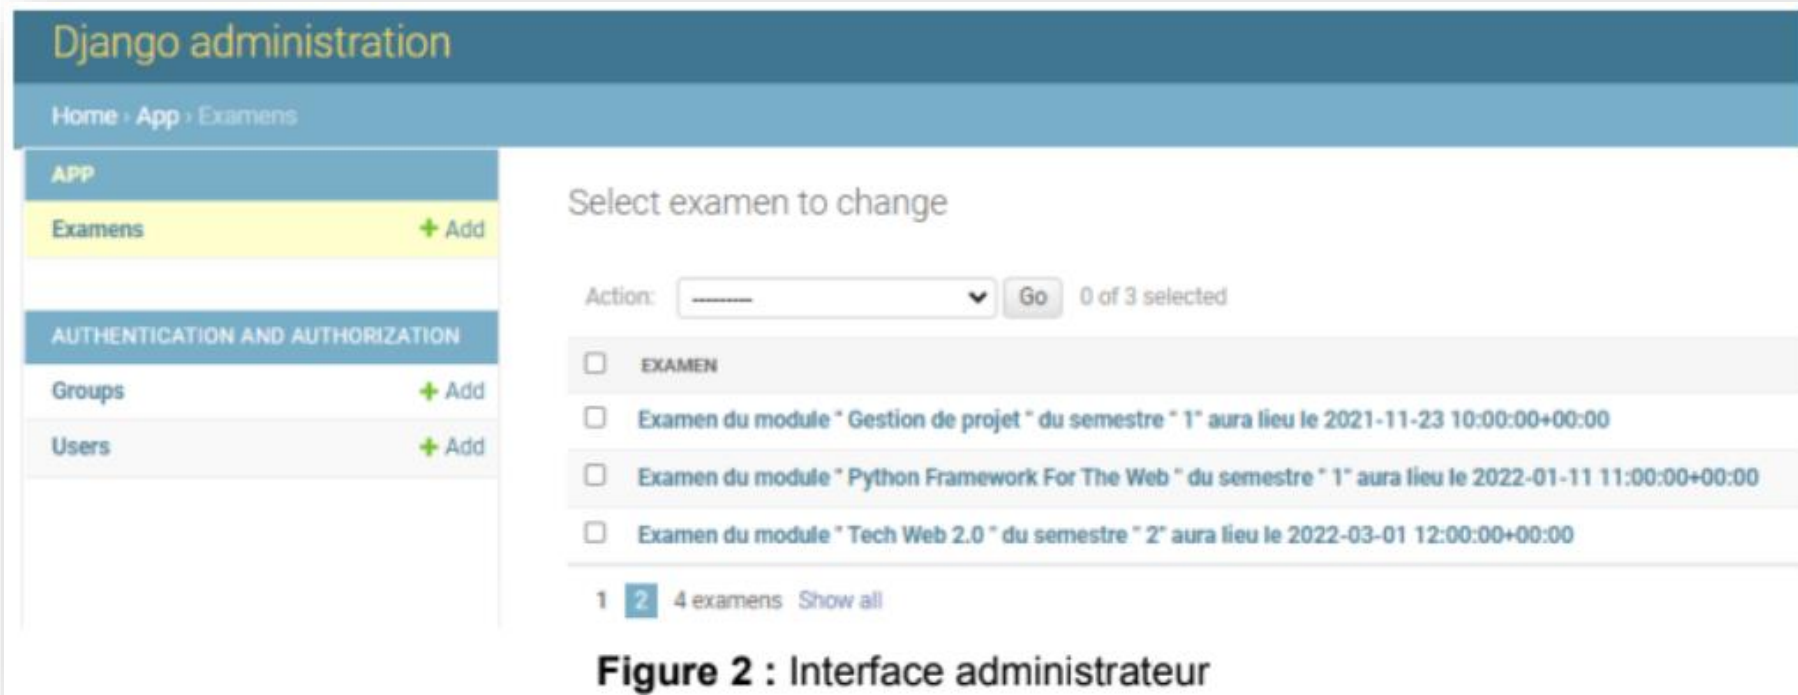 Django administration
Home › App › Examens
APP
Examens + Add
AUTHENTICATION AND AUTHORIZATION
Groups + Add
Users + Add
Select examen to change
Action: --------- Go 0 of 3 selected
EXAMEN
Examen du module " Gestion de projet " du semestre " 1" aura lieu le 2021-11-23 10:00:00+00:00
Examen du module " Python Framework For The Web " du semestre " 1" aura lieu le 2022-01-11 11:00:00+00:00
Examen du module " Tech Web 2.0 " du semestre " 2" aura lieu le 2022-03-01 12:00:00+00:00
1 2 4 examens Show all
Figure 2 : Interface administrateur